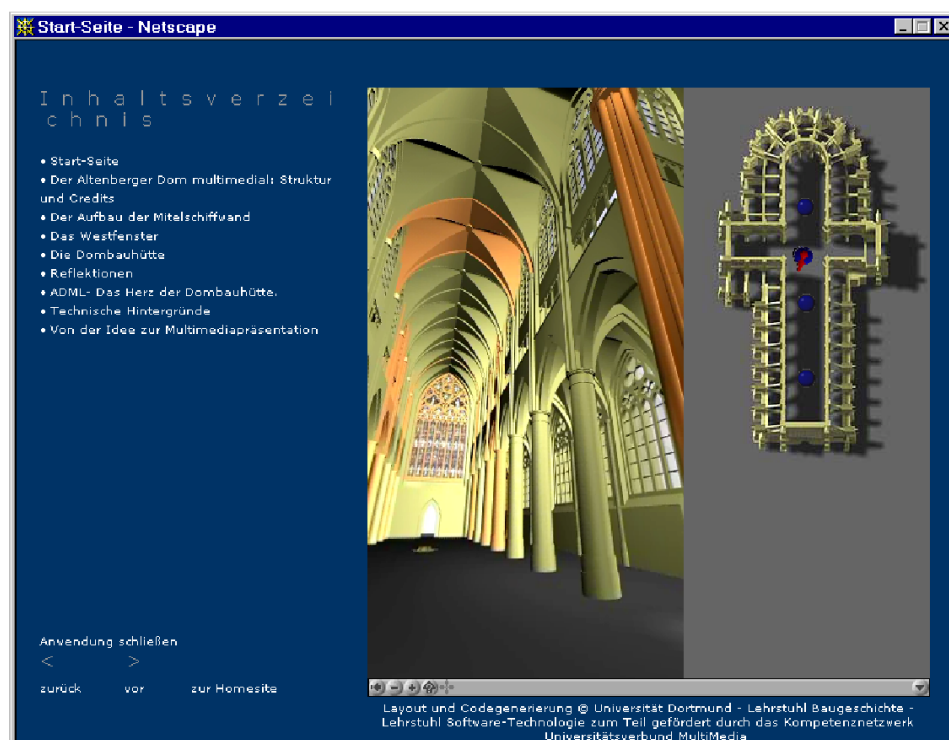 Start-Seite - Netscape
Inhaltsverzei
chnis
• Start-Seite
• Der Altenberger Dom multimedial: Struktur
und Credits
• Der Aufbau der Mitelschiffwand
• Das Westfenster
• Die Dombauhütte
• Reflektionen
• ADML- Das Herz der Dombauhütte.
• Technische Hintergründe
• Von der Idee zur Multimediapräsentation
Anwendung schließen
< >
zurück vor zur Homesite
Layout und Codegenerierung @ Universität Dortmund - Lehrstuhl Baugeschichte -
Lehrstuhl Software-Technologie zum Teil gefördert durch das Kompetenznetzwerk
Universitätsverbund MultiMedia